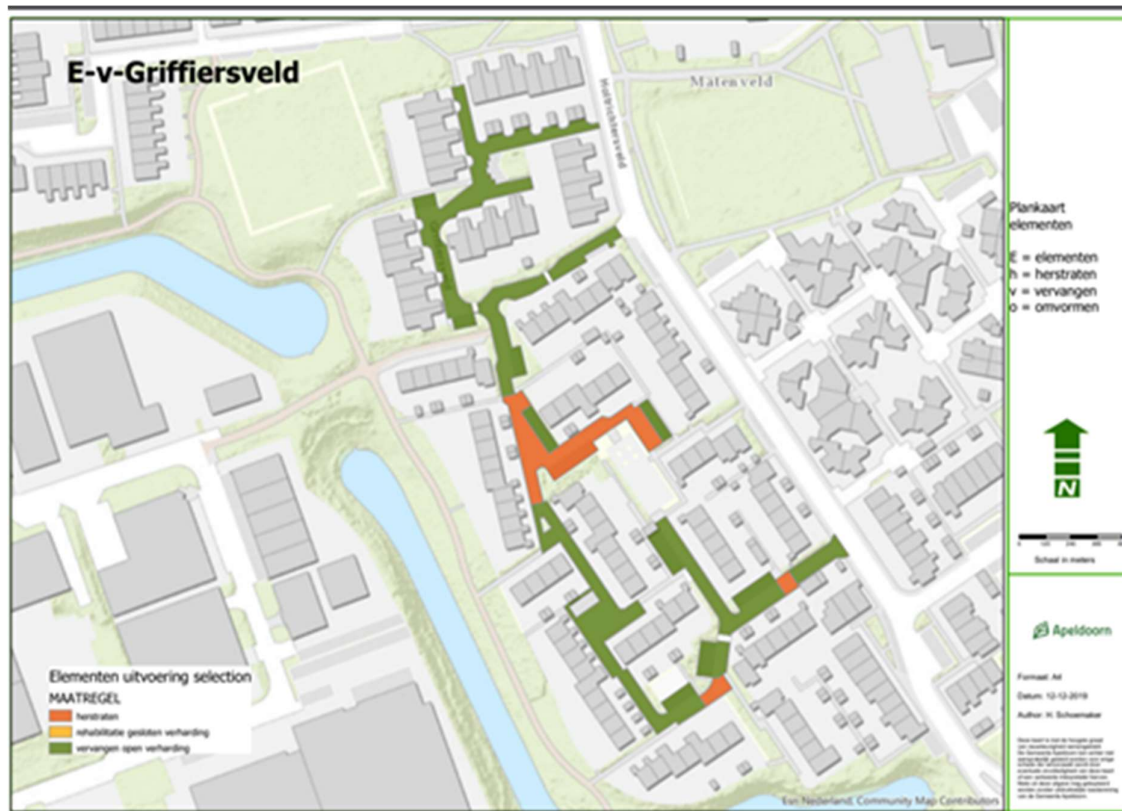 E-v-Griffiersveld
Matenveld
Holtrichtersveld
Plankaart
elementen
E = elementen
h = herstraten
v = vervangen
o = omvormen
N
Schaal in meters
Apeldoorn
Formaat: A4
Datum: 12-12-2019
Author: H. Schoemaker
Elementen uitvoering selection
MAATREGEL
herstraten
rehabilitatie gesloten verharding
vervangen open verharding
Esri Nederland, Community Map Contributors